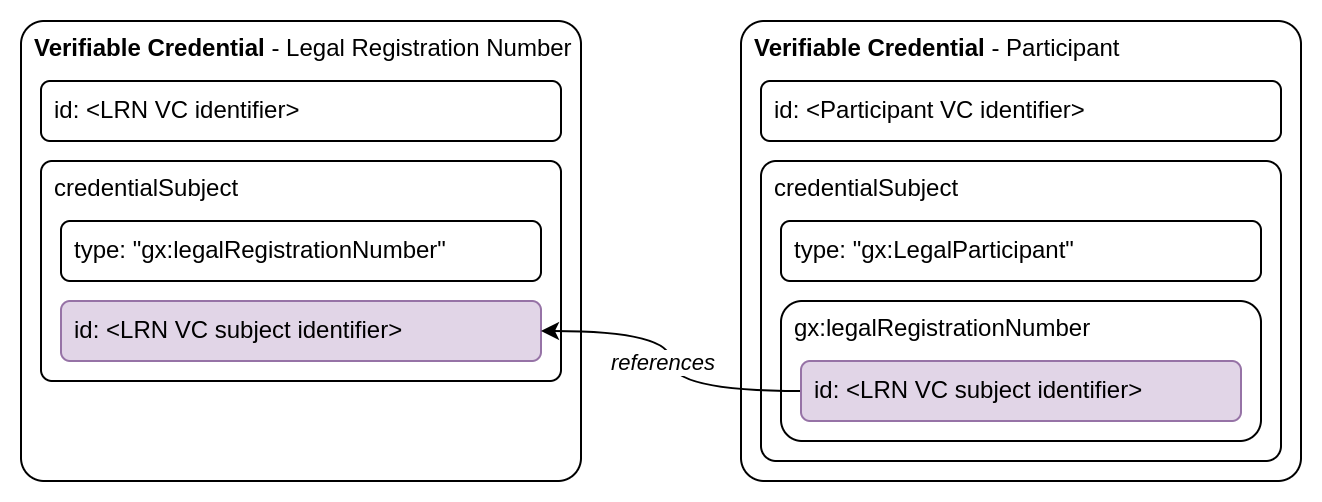 Verifiable Credential - Legal Registration Number
id: <LRN VC identifier>
credentialSubject
type: "gx:legalRegistrationNumber"
id: <LRN VC subject identifier>
references
Verifiable Credential - Participant
id: <Participant VC identifier>
credentialSubject
type: "gx:LegalParticipant"
gx:legalRegistrationNumber
id: <LRN VC subject identifier>